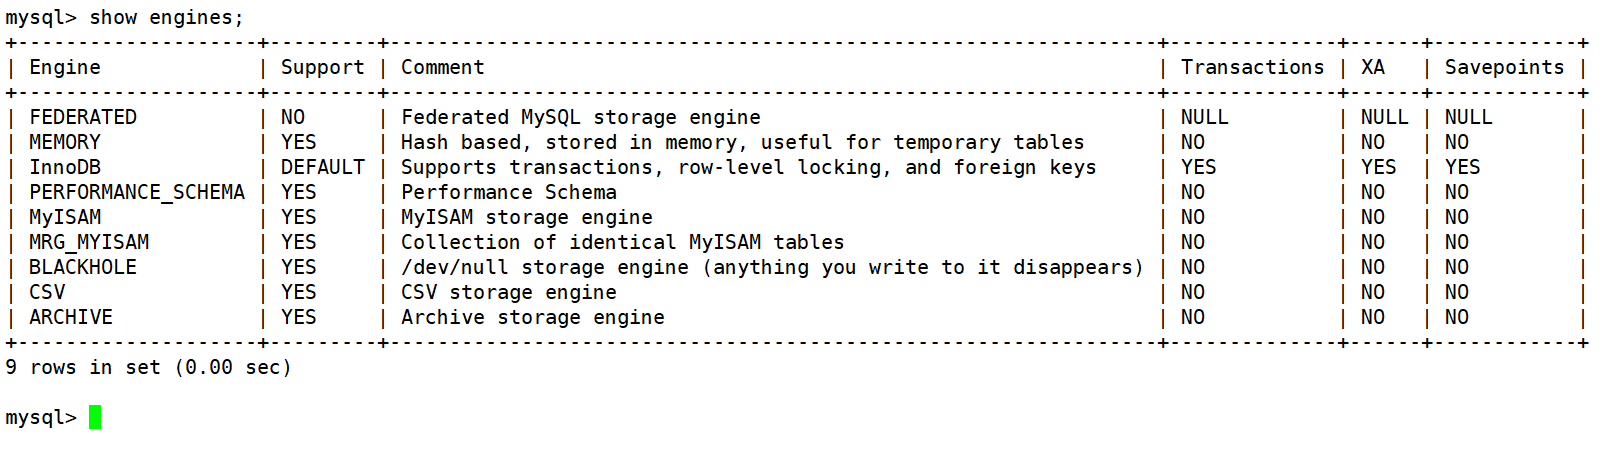 mysql> show engines;
+--------------------+---------+----------------------------------------------------------------+--------------+------+------------+
| Engine             | Support | Comment                                                        | Transactions | XA   | Savepoints |
+--------------------+---------+----------------------------------------------------------------+--------------+------+------------+
| FEDERATED          | NO      | Federated MySQL storage engine                                 | NULL         | NULL | NULL       |
| MEMORY             | YES     | Hash based, stored in memory, useful for temporary tables      | NO           | NO   | NO         |
| InnoDB             | DEFAULT | Supports transactions, row-level locking, and foreign keys     | YES          | YES  | YES        |
| PERFORMANCE_SCHEMA | YES     | Performance Schema                                             | NO           | NO   | NO         |
| MyISAM             | YES     | MyISAM storage engine                                          | NO           | NO   | NO         |
| MRG_MYISAM         | YES     | Collection of identical MyISAM tables                          | NO           | NO   | NO         |
| BLACKHOLE          | YES     | /dev/null storage engine (anything you write to it disappears) | NO           | NO   | NO         |
| CSV                | YES     | CSV storage engine                                             | NO           | NO   | NO         |
| ARCHIVE            | YES     | Archive storage engine                                         | NO           | NO   | NO         |
+--------------------+---------+----------------------------------------------------------------+--------------+------+------------+
9 rows in set (0.00 sec)
mysql>